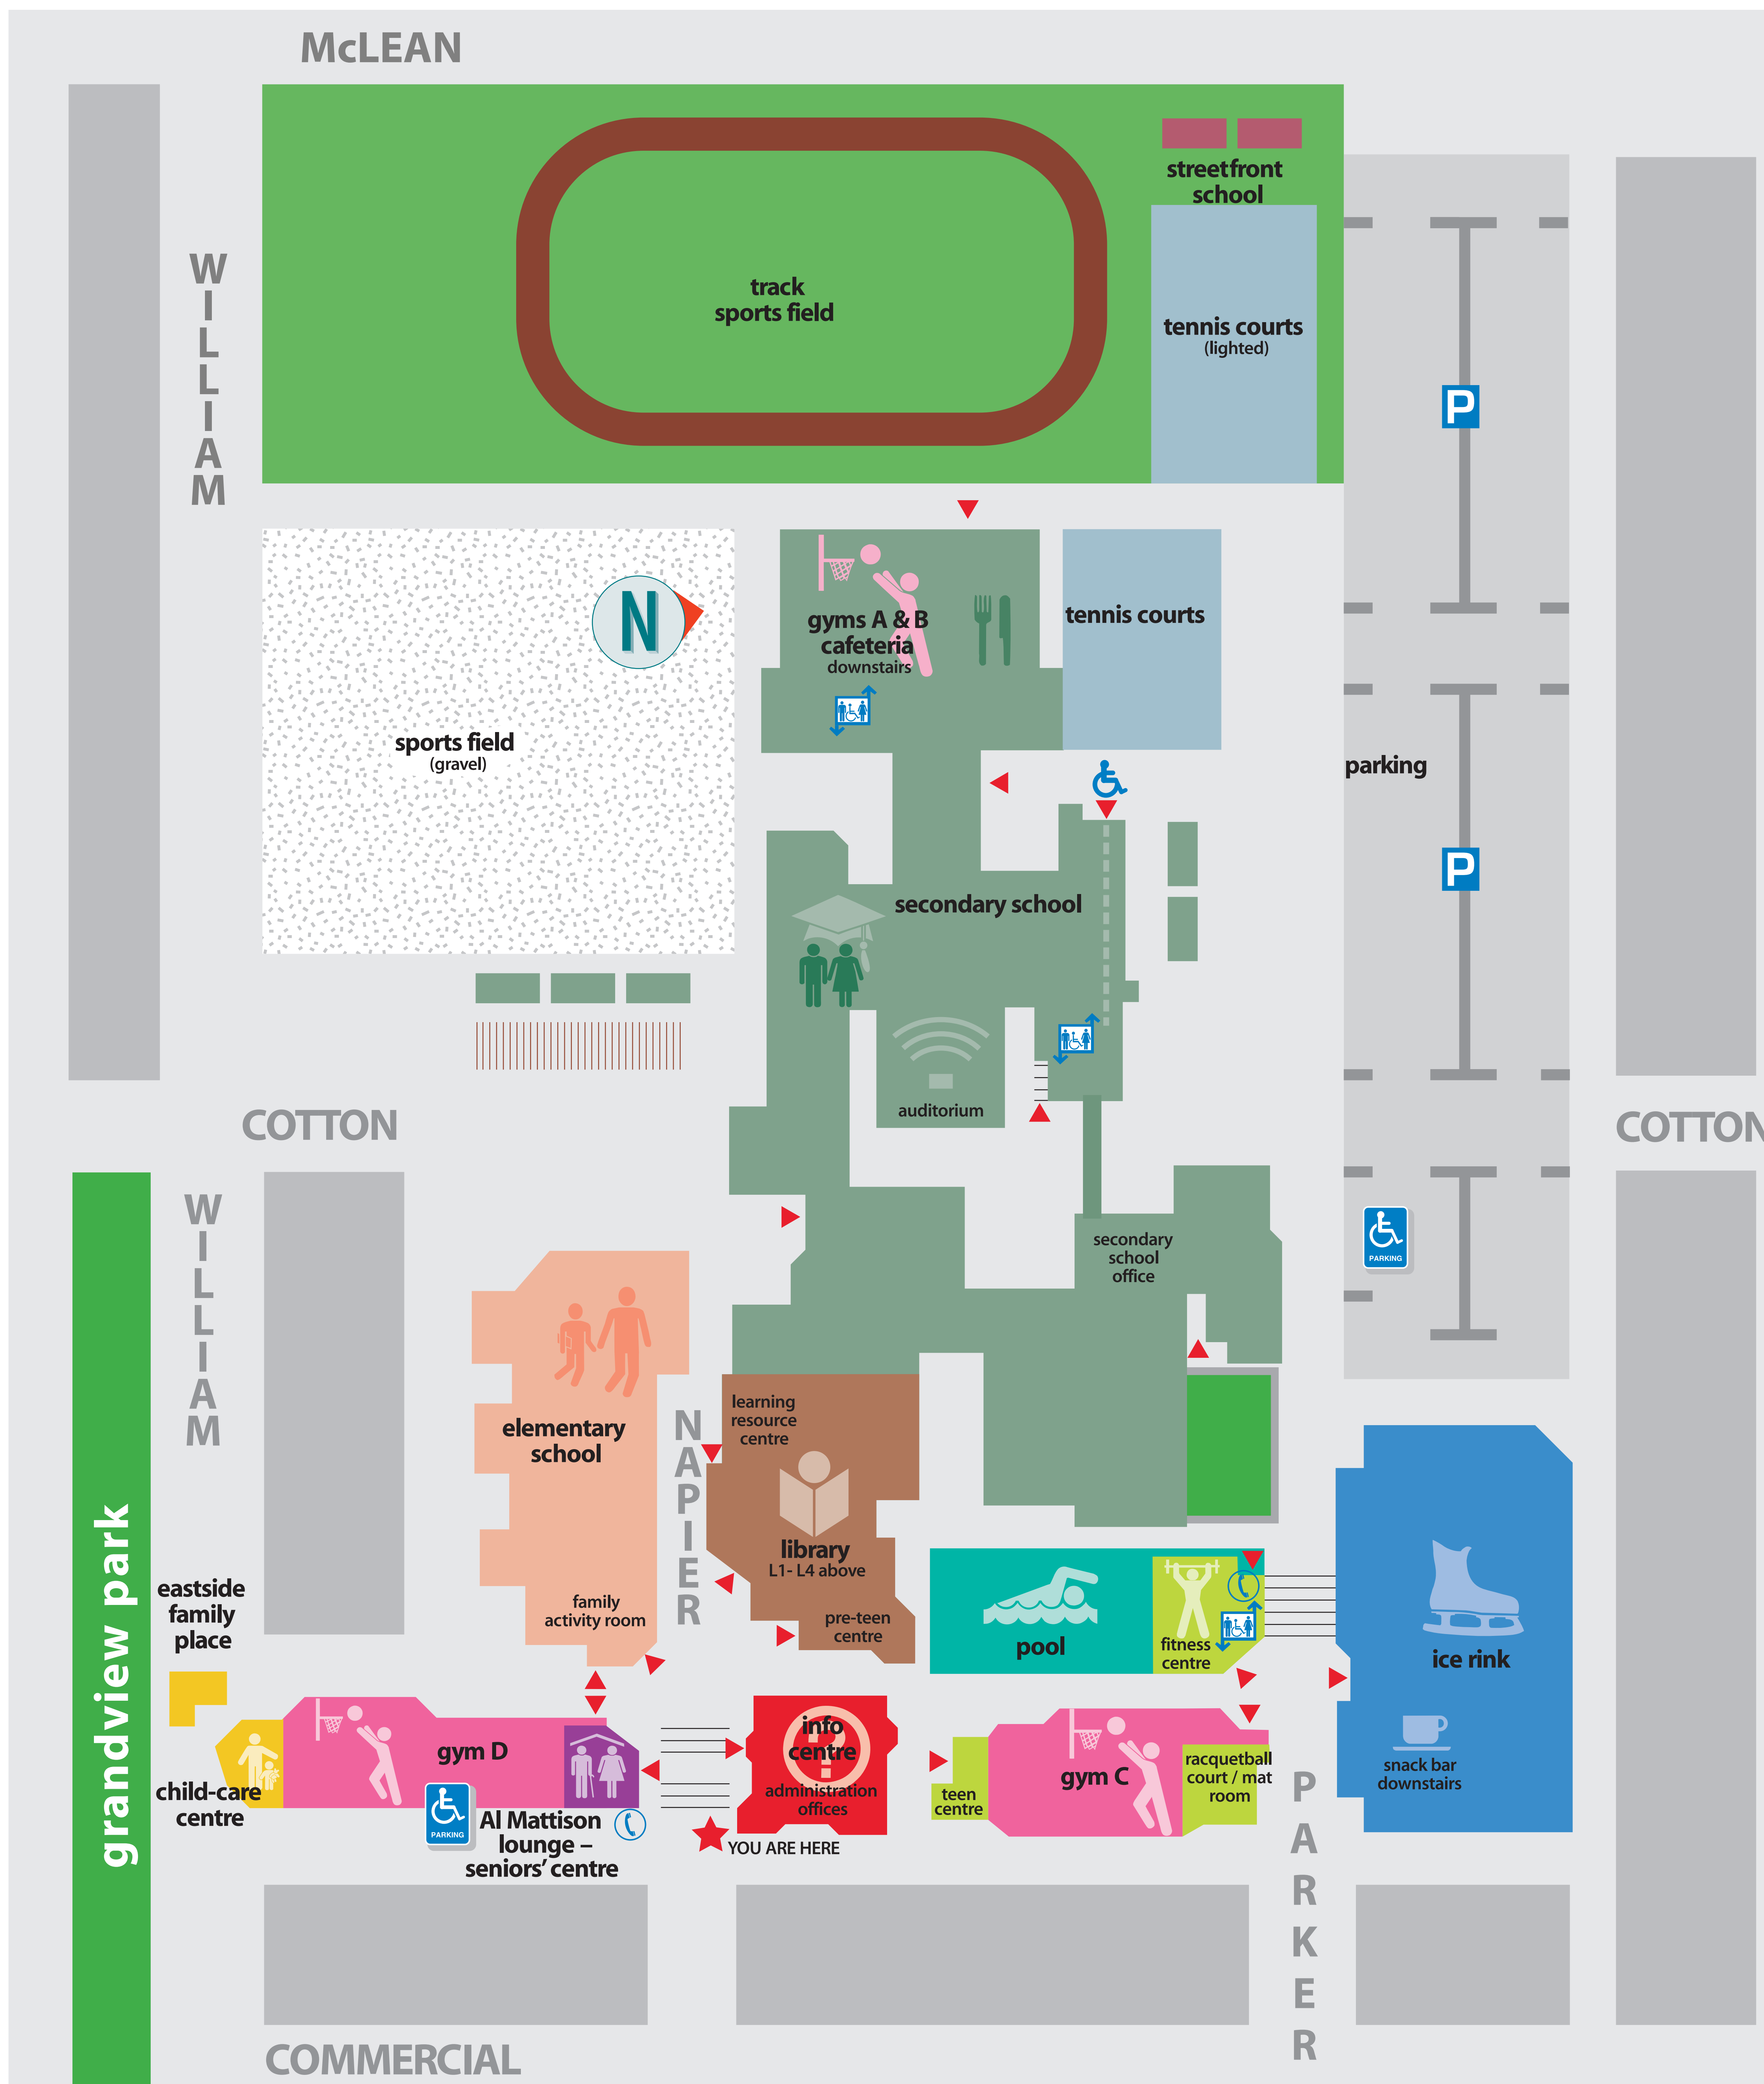 McLEAN
streetfront
school
WILLIAM
track
sports field
tennis courts
(lighted)
P
N
gyms A & B
cafeteria
downstairs
tennis courts
sports field
(gravel)
parking
P
secondary school
auditorium
COTTON
COTTON
WILLIAM
secondary
school
office
PARKING
elementary
school
NAPIER
learning
resource
centre
library
L1- L4 above
grandview park
eastside
family
place
family
activity room
pre-teen
centre
pool
fitness
centre
ice rink
gym D
info
centre
?
administration
offices
gym C
racquetball
court / mat
room
teen
centre
snack bar
downstairs
child-care
centre
PARKING
Al Mattison
lounge –
seniors’ centre
YOU ARE HERE
PARKER
COMMERCIAL